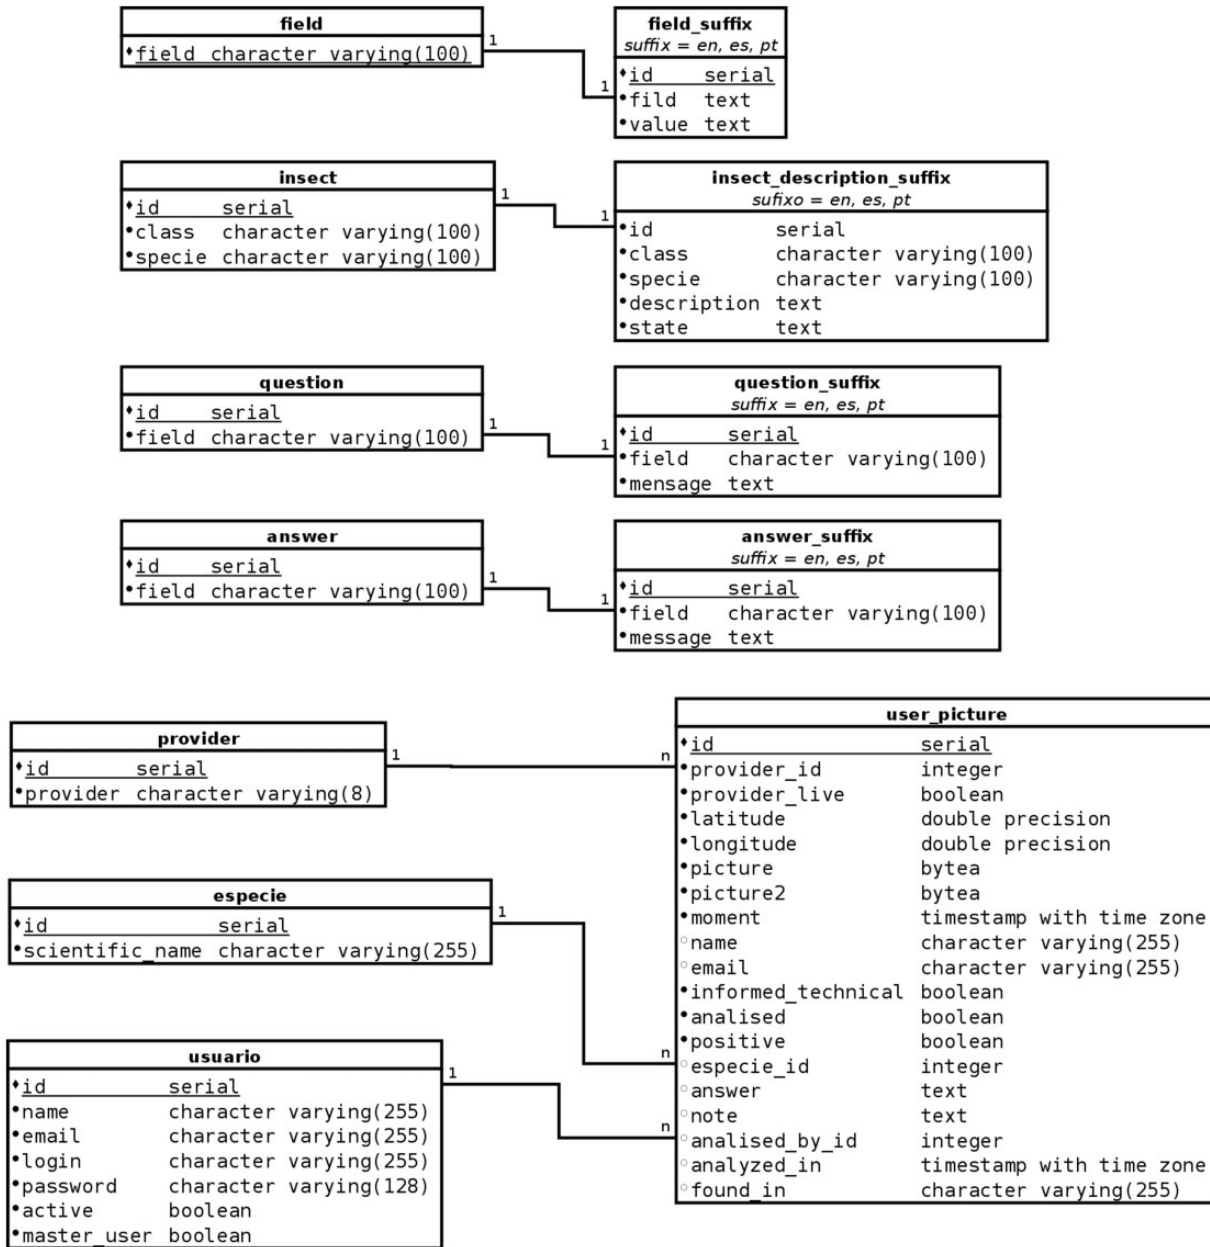 field
field character varying(100)
1
field_suffix
suffix = en, es, pt
id serial
fild text
value text
1
insect
id serial
class character varying(100)
specie character varying(100)
1
insect_description_suffix
sufixo = en, es, pt
id serial
class character varying(100)
specie character varying(100)
description text
state text
1
question
id serial
field character varying(100)
1
question_suffix
suffix = en, es, pt
id serial
field character varying(100)
mensage text
1
answer
id serial
field character varying(100)
1
answer_suffix
suffix = en, es, pt
id serial
field character varying(100)
message text
1
provider
id serial
provider character varying(8)
1
especie
id serial
scientific_name character varying(255)
1
usuario
id serial
name character varying(255)
email character varying(255)
login character varying(255)
password character varying(128)
active boolean
master_user boolean
1
user_picture
id serial
n
provider_id integer
provider_live boolean
latitude double precision
longitude double precision
picture bytea
picture2 bytea
moment timestamp with time zone
name character varying(255)
email character varying(255)
informed_technical boolean
analised boolean
positive boolean
n
especie_id integer
answer text
note text
n
analised_by_id integer
analyzed_in timestamp with time zone
found_in character varying(255)